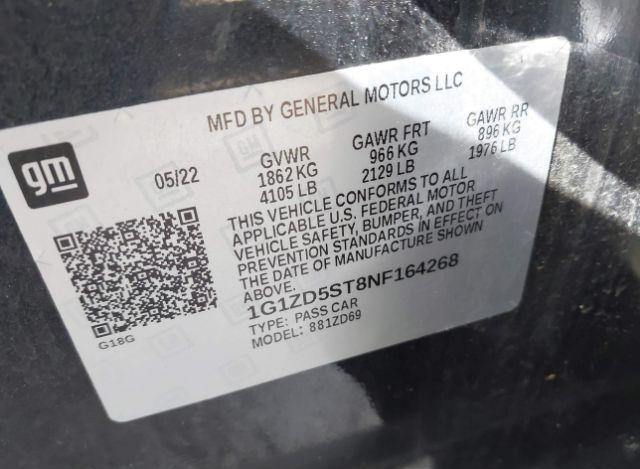 MFD BY GENERAL MOTORS LLC
gm
05/22
GVWR
1862 KG
4105 LB
GAWR FRT
966 KG
2129 LB
GAWR RR
896 KG
1976 LB
THIS VEHICLE CONFORMS TO ALL
APPLICABLE U.S. FEDERAL MOTOR
VEHICLE SAFETY, BUMPER, AND THEFT
PREVENTION STANDARDS IN EFFECT ON
THE DATE OF MANUFACTURE SHOWN
ABOVE.
1G1ZD5ST8NF164268
TYPE: PASS CAR
MODEL: 881ZD69
G18G